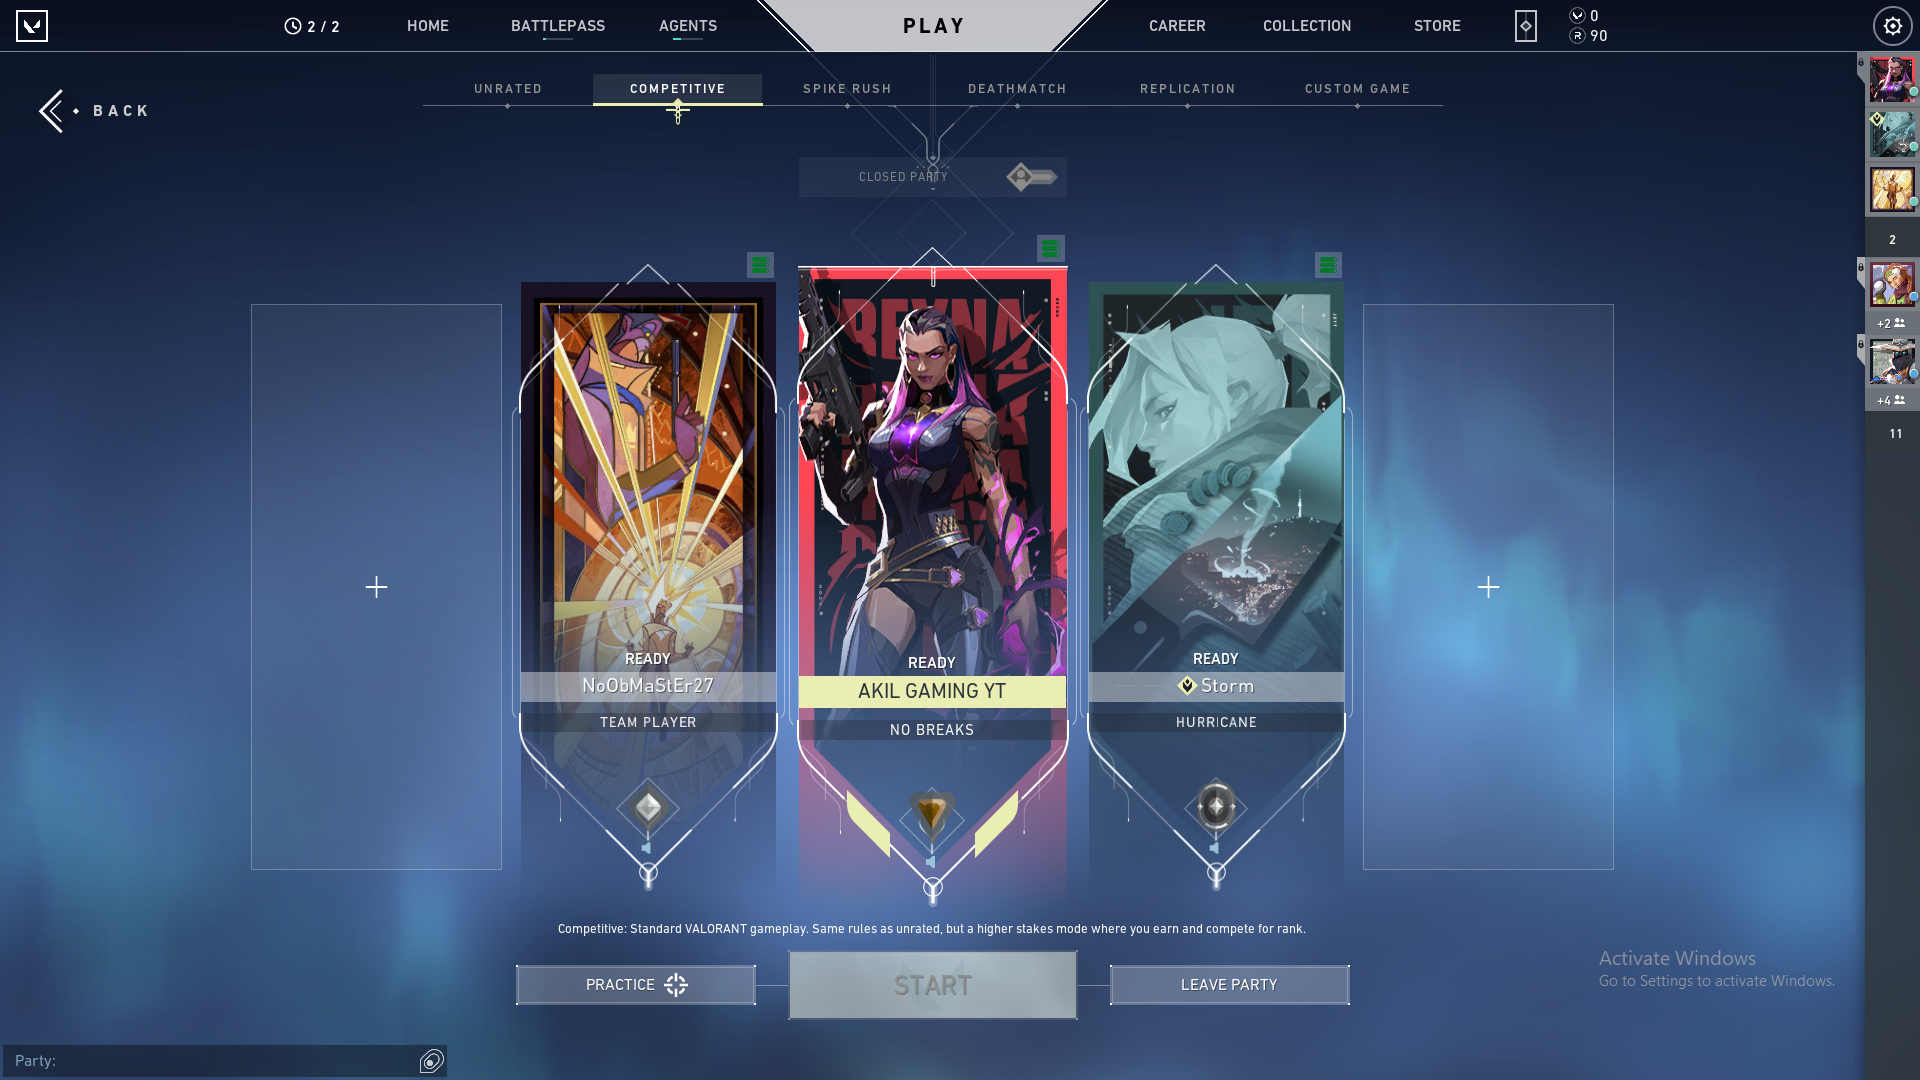 2 / 2
HOME
BATTLEPASS
AGENTS
PLAY
CAREER
COLLECTION
STORE
0
90
BACK
UNRATED
COMPETITIVE
SPIKE RUSH
DEATHMATCH
REPLICATION
CUSTOM GAME
CLOSED PARTY
2
+2
+4
11
REYNA
READY
NoObMaStEr27
TEAM PLAYER
READY
AKIL GAMING YT
NO BREAKS
READY
Storm
HURRICANE
Competitive: Standard VALORANT gameplay. Same rules as unrated, but a higher stakes mode where you earn and compete for rank.
PRACTICE
START
LEAVE PARTY
Activate Windows
Go to Settings to activate Windows.
Party: